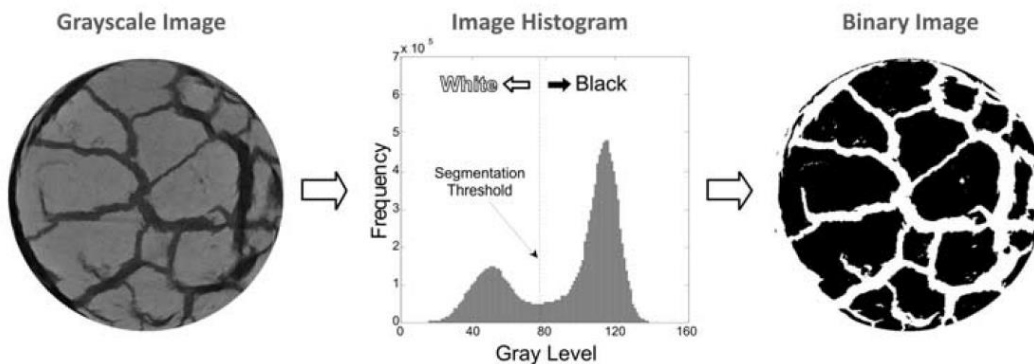 Grayscale Image
Image Histogram
Binary Image
7 x 10 5
White Black
6
5
Segmentation
Threshold
4
Frequency
3
2
1
0
0 40 80 120 160
Gray Level